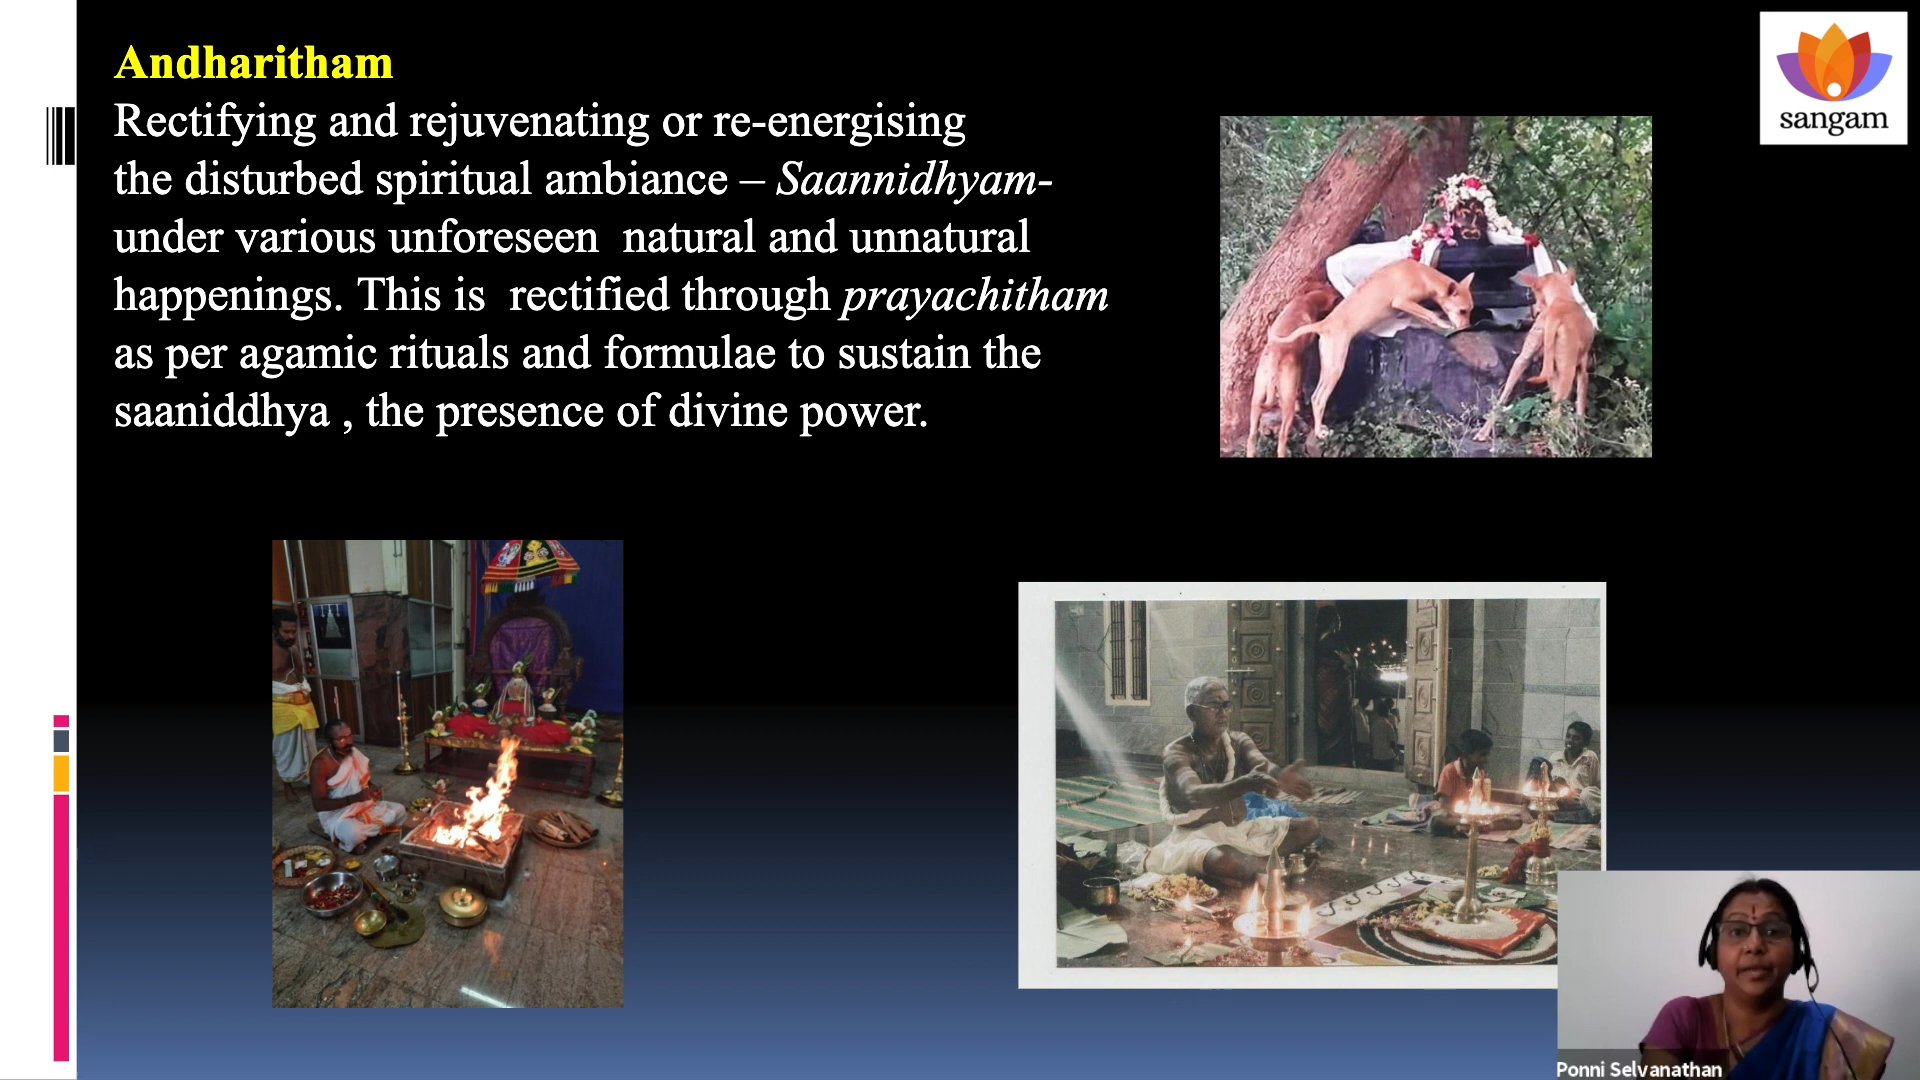 Andharitham
Rectifying and rejuvenating or re-energising
the disturbed spiritual ambiance – Saannidhyam-
under various unforeseen  natural and unnatural
happenings. This is  rectified through prayachitham
as per agamic rituals and formulae to sustain the
saaniddhya , the presence of divine power.
sangam
Ponni Selvanathan